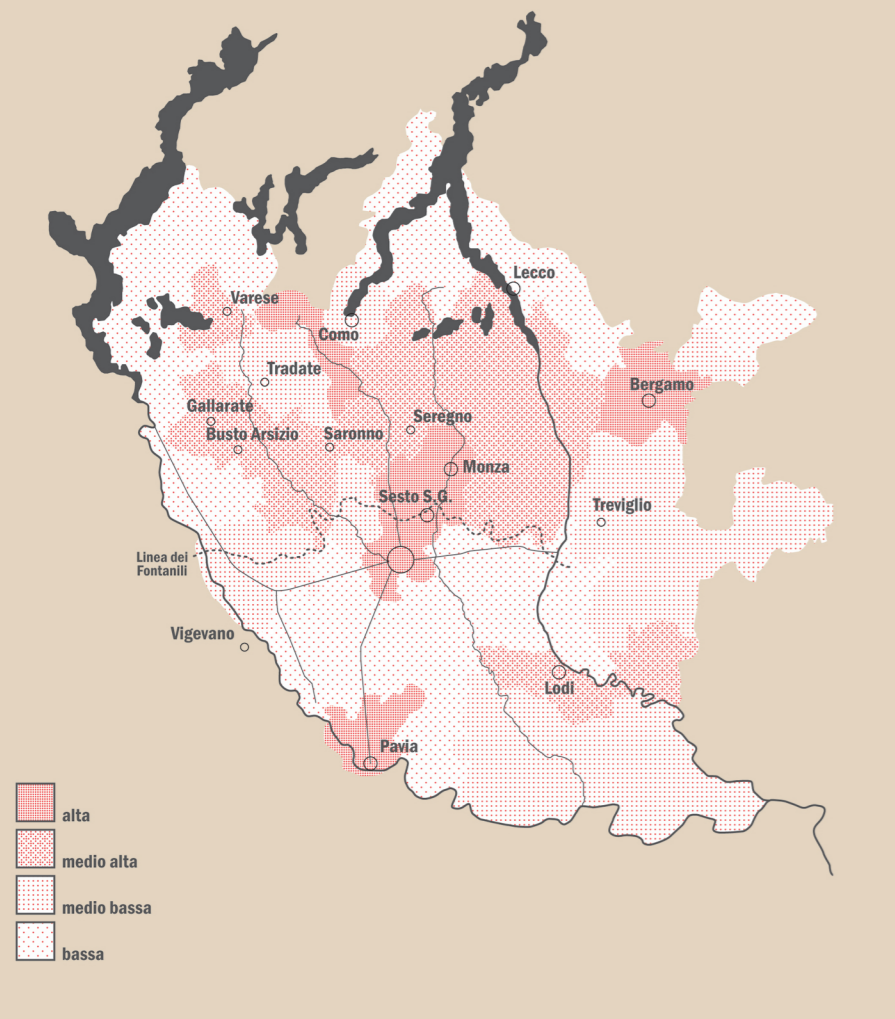 Lecco
Varese
Como
Tradate
Bergamo
Gallarate
Seregno
Busto Arsizio
Saronno
Monza
Sesto S.G.
Treviglio
Linea dei
Fontanili
Vigevano
Lodi
Pavia
alta
medio alta
medio bassa
bassa